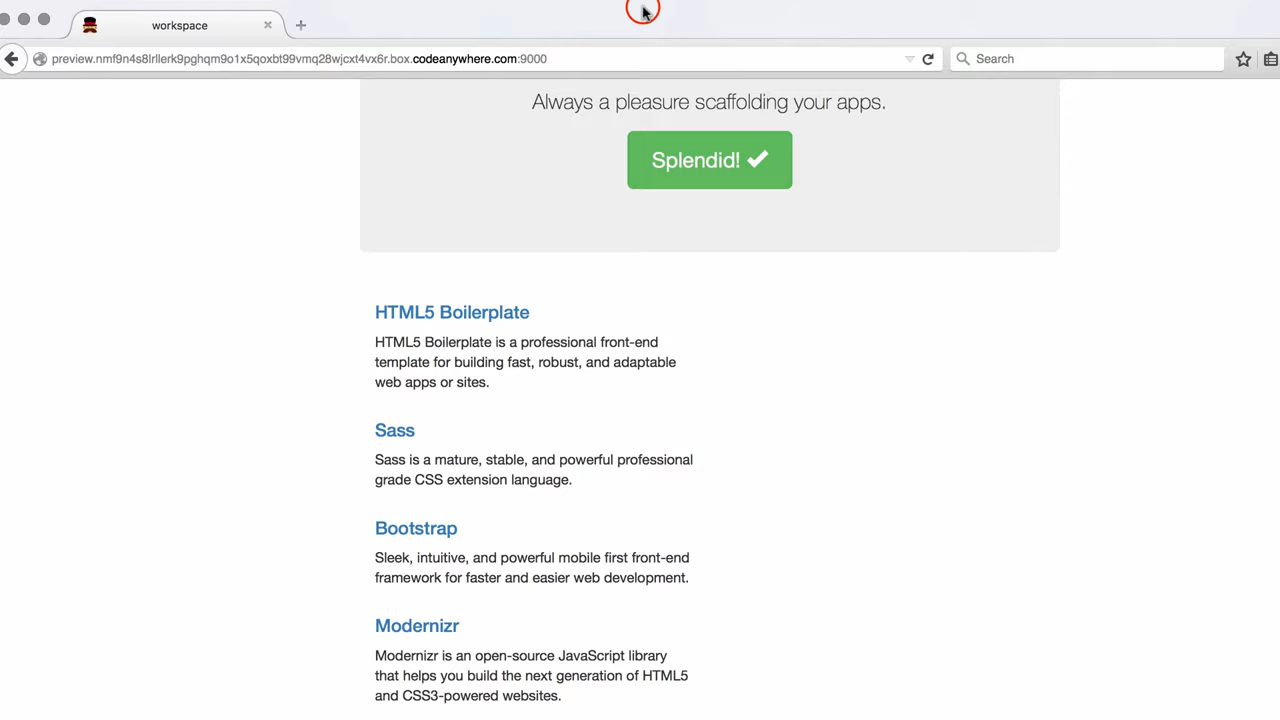 workspace
preview.nmf9n4s8lrllerk9pghqm9o1x5qoxbt99vmq28wjcxt4vx6r.box.codeanywhere.com:9000
Search
Always a pleasure scaffolding your apps.
Splendid!
HTML5 Boilerplate
HTML5 Boilerplate is a professional front-end
template for building fast, robust, and adaptable
web apps or sites.
Sass
Sass is a mature, stable, and powerful professional
grade CSS extension language.
Bootstrap
Sleek, intuitive, and powerful mobile first front-end
framework for faster and easier web development.
Modernizr
Modernizr is an open-source JavaScript library
that helps you build the next generation of HTML5
and CSS3-powered websites.